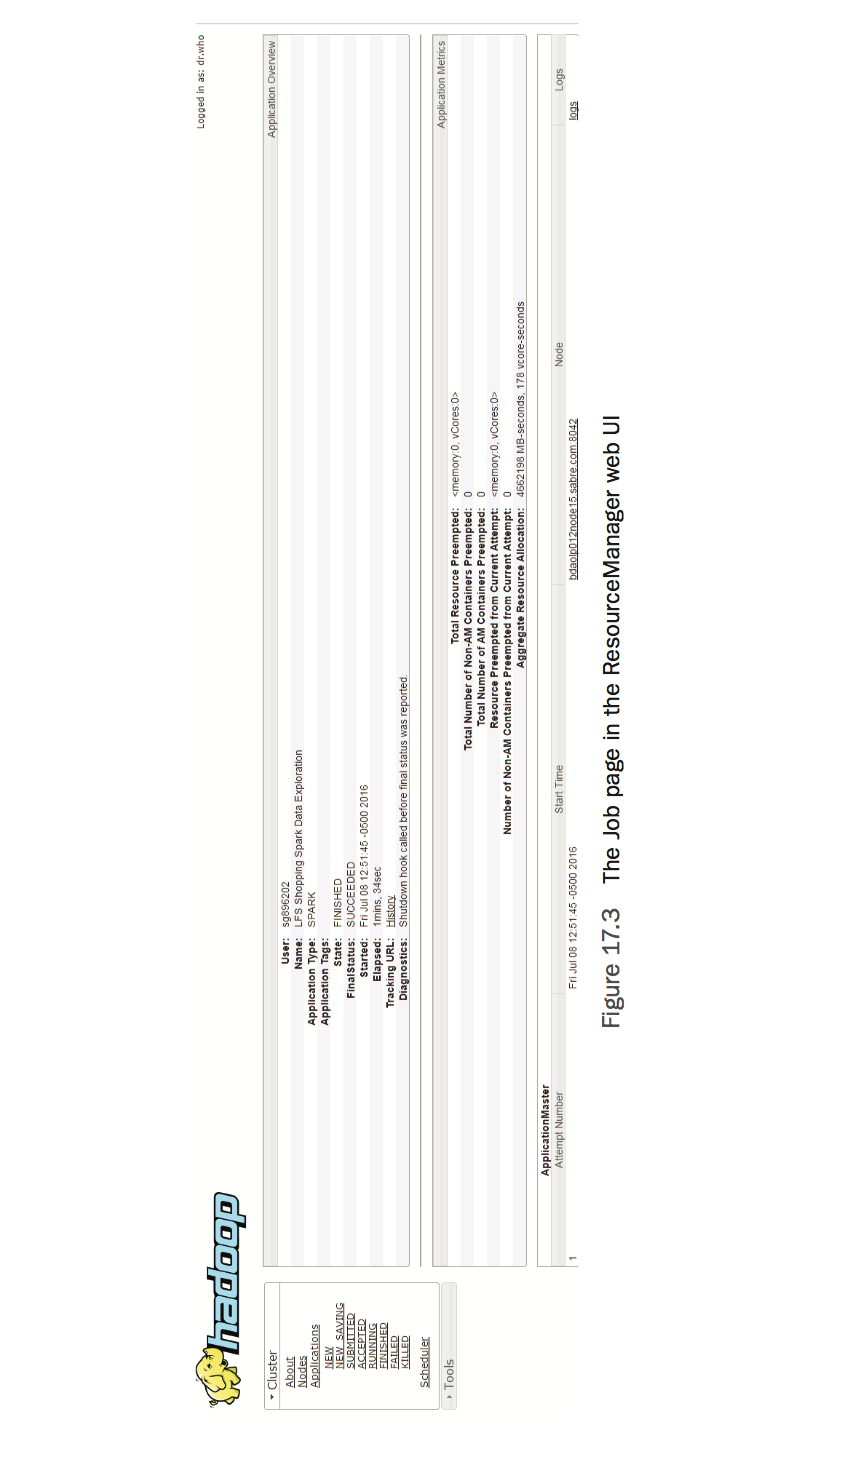 hadoop
Logged in as: dr.who
Cluster
About
Nodes
Applications
NEW
NEW_SAVING
SUBMITTED
ACCEPTED
RUNNING
FINISHED
FAILED
KILLED
Scheduler
Tools
Application Overview
User: sg896202
Name: LFS Shopping Spark Data Exploration
Application Type: SPARK
Application Tags:
State: FINISHED
FinalStatus: SUCCEEDED
Started: Fri Jul 08 12:51:45 -0500 2016
Elapsed: 1mins, 34sec
Tracking URL: History
Diagnostics: Shutdown hook called before final status was reported.
Application Metrics
Total Resource Preempted: <memory:0, vCores:0>
Total Number of Non-AM Containers Preempted: 0
Total Number of AM Containers Preempted: 0
Resource Preempted from Current Attempt: <memory:0, vCores:0>
Number of Non-AM Containers Preempted from Current Attempt: 0
Aggregate Resource Allocation: 4662198 MB-seconds, 178 vcore-seconds
ApplicationMaster
Attempt Number Start Time Node Logs
1 Fri Jul 08 12:51:45 -0500 2016 bdaolp012node15.sabre.com:8042 logs
Figure 17.3 The Job page in the ResourceManager web UI